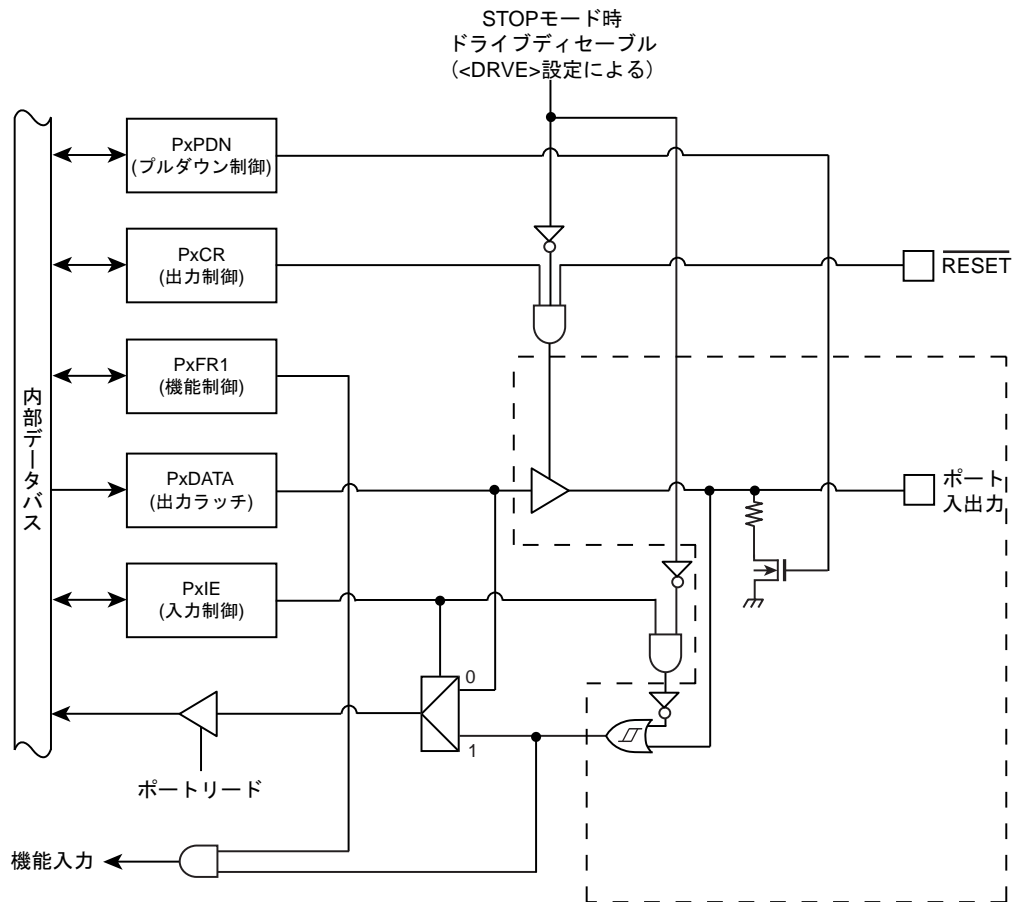 STOPモード時
ドライブディセーブル
(<DRVE>設定による)
PxPDN
(プルダウン制御)
PxCR
(出力制御)
RESET
PxFR1
(機能制御)
内部データバス
PxDATA
(出力ラッチ)
ポート
入出力
PxIE
(入力制御)
0
1
ポートリード
機能入力